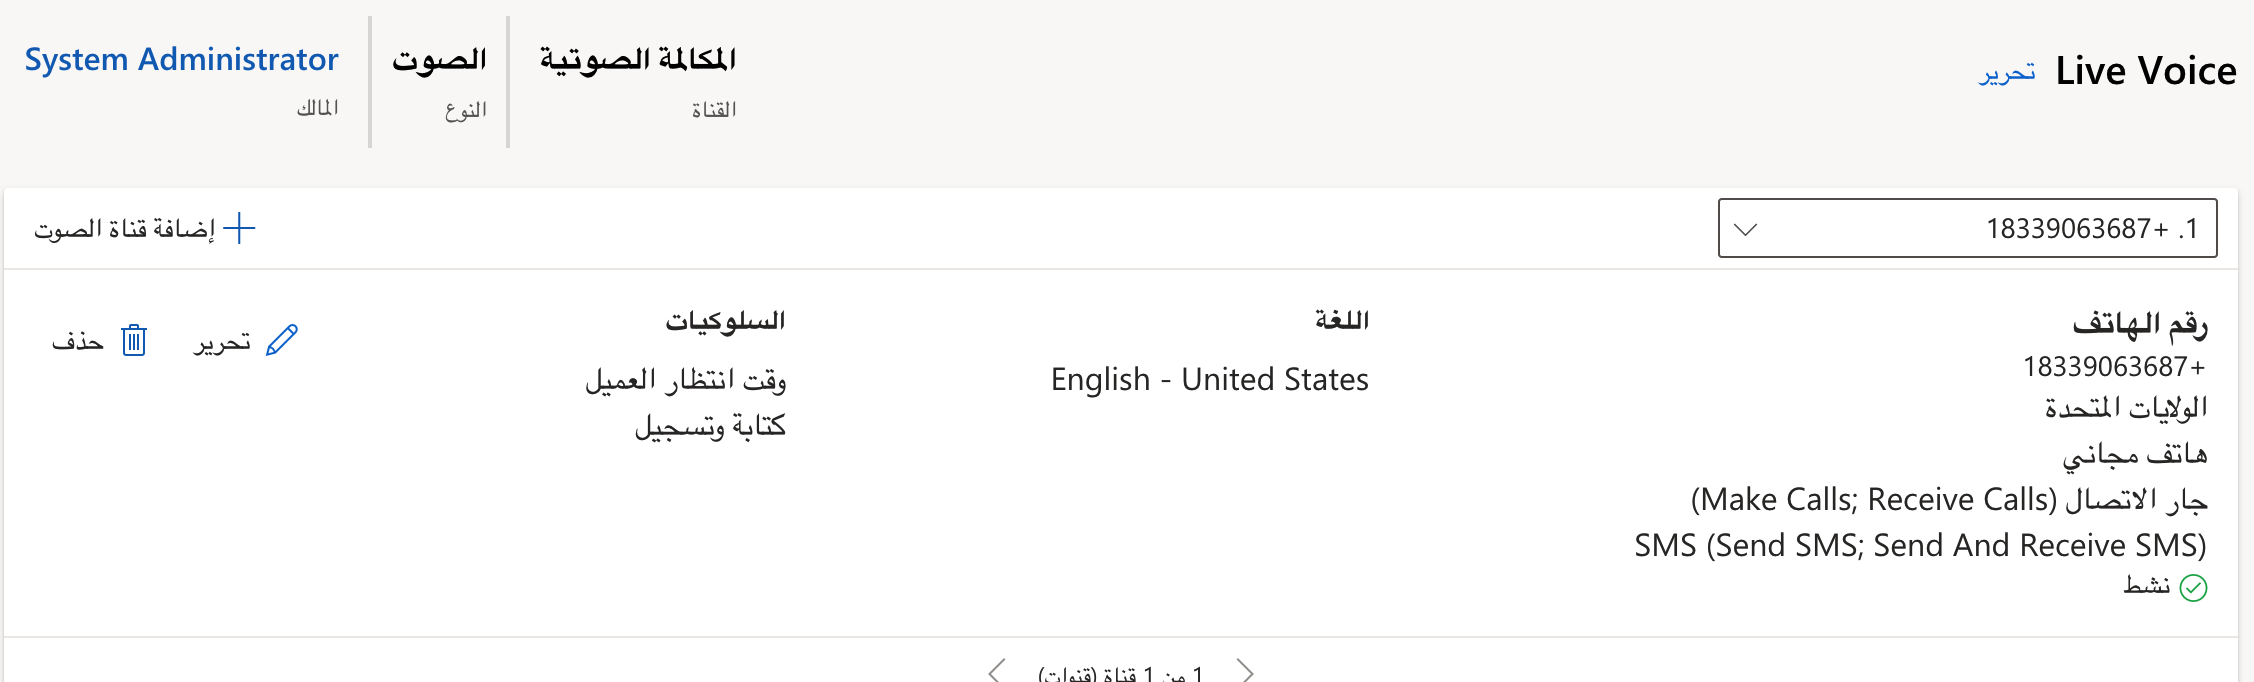 Live Voice تحرير
المكالمة الصوتية
القناة
الصوت
النوع
System Administrator
المالك
1. +18339063687
إضافة قناة الصوت
رقم الهاتف
+18339063687
الولايات المتحدة
هاتف مجاني
جار الاتصال (Make Calls; Receive Calls)
SMS (Send SMS; Send And Receive SMS)
نشط
اللغة
English - United States
السلوكيات
وقت انتظار العميل
كتابة وتسجيل
تحرير
حذف
1 من 1 قناة (قنوات)